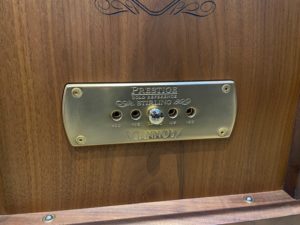 PRESTIGE
GOLD REFERENCE
STIRLING
TANNOY